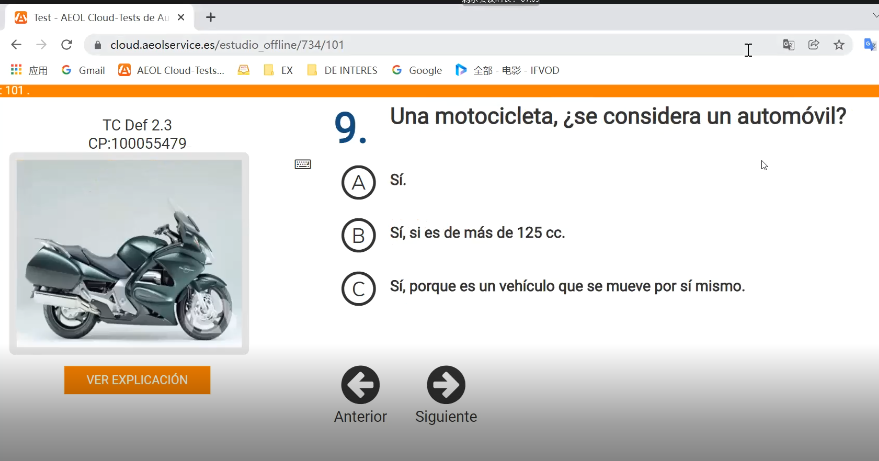 Test - AEOL Cloud-Tests de Au
cloud.aeolservice.es/estudio_offline/734/101
应用 Gmail AEOL Cloud-Tests... EX DE INTERES Google 全部 - 电影 - IFVOD
: 101 .
TC Def 2.3
CP:100055479
9. Una motocicleta, ¿se considera un automóvil?
A Sí.
B Sí, si es de más de 125 cc.
C Sí, porque es un vehículo que se mueve por sí mismo.
VER EXPLICACIÓN
Anterior Siguiente